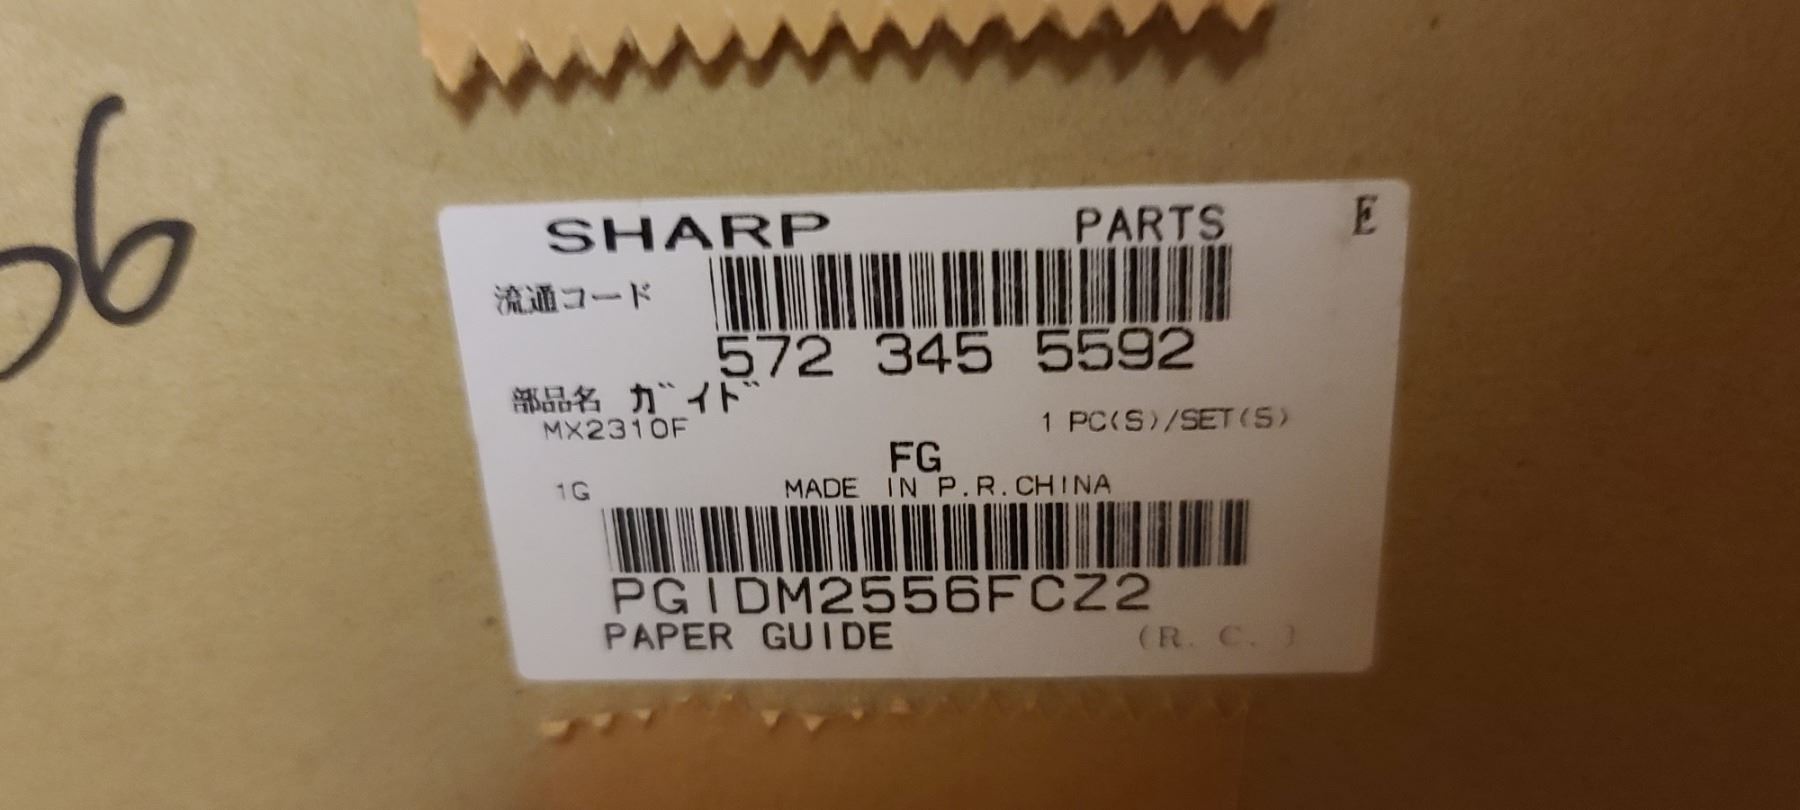 56
SHARP PARTS E
流通コード
572 345 5592
部品名 ガイド
MX2310F 1 PC(S)/SET(S)
FG
1G MADE IN P.R.CHINA
PGIDM2556FCZ2
PAPER GUIDE (R. C. )